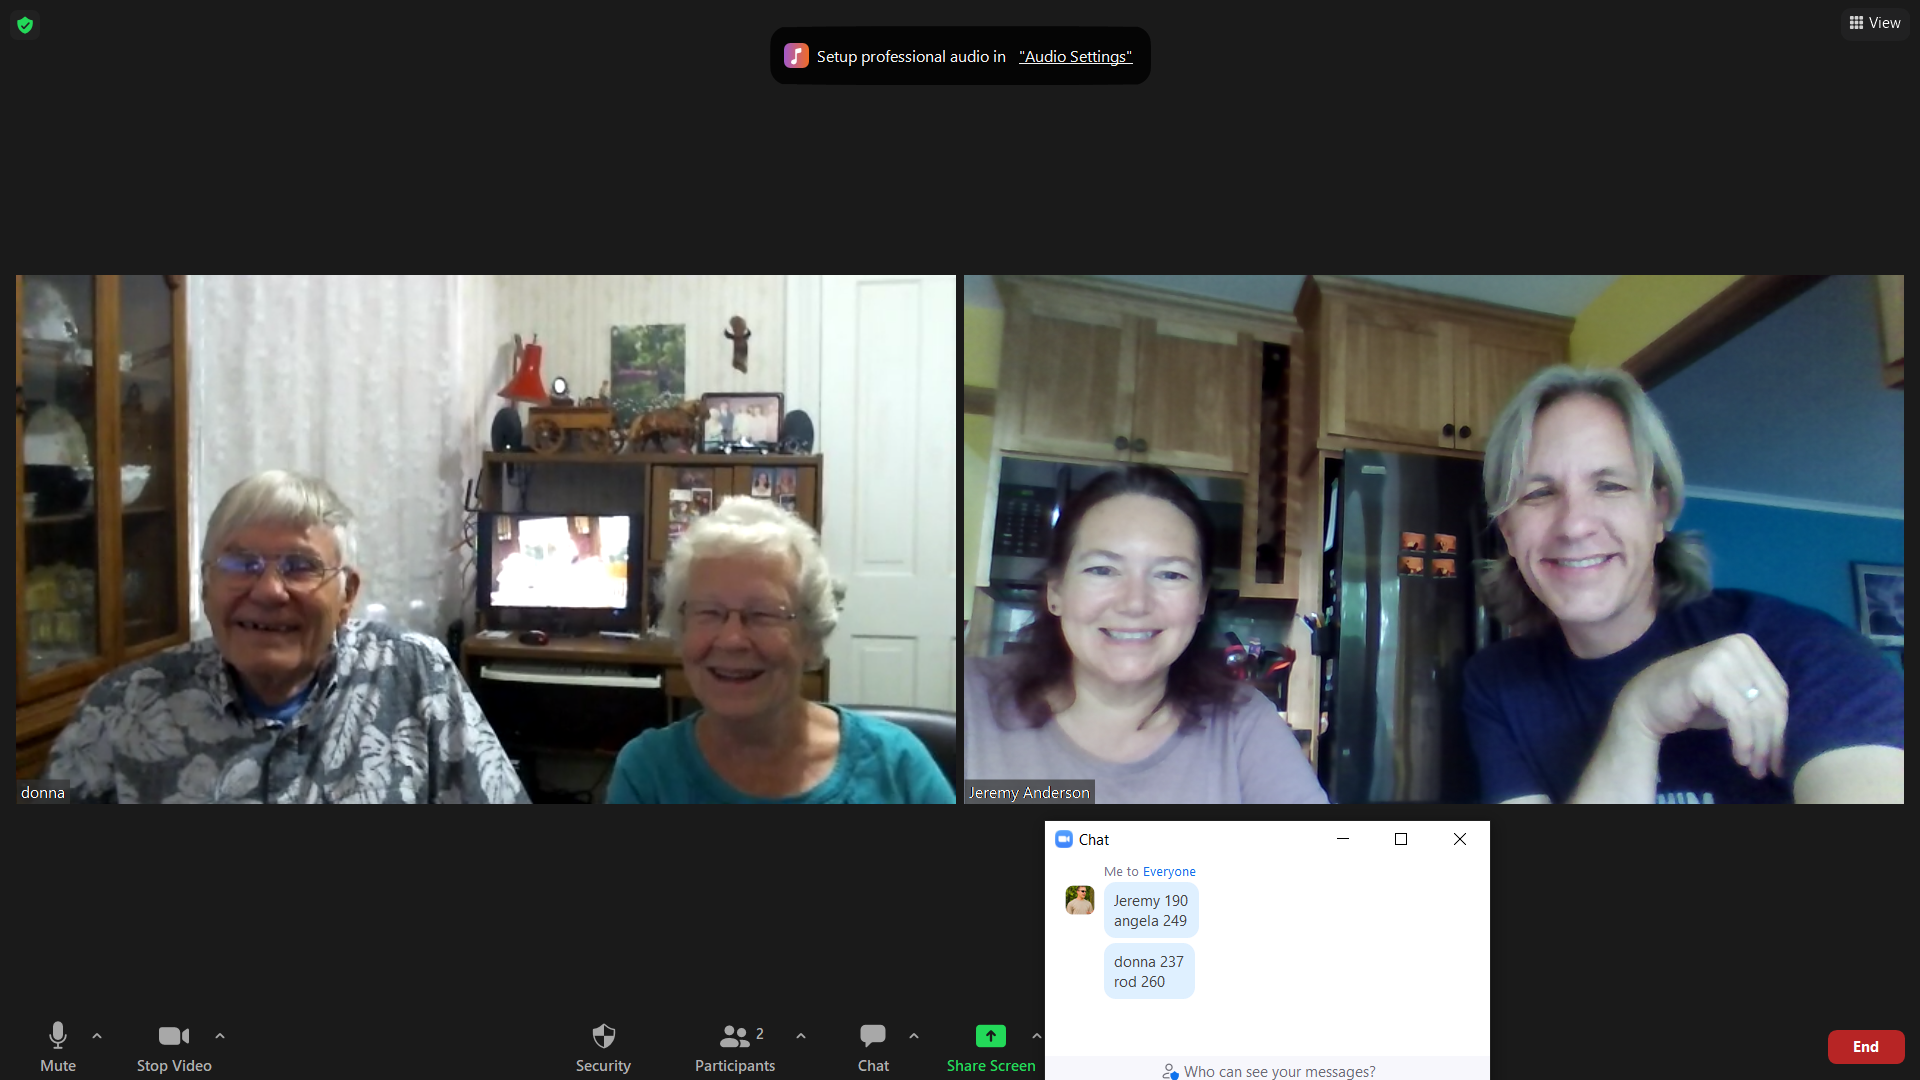 View
Setup professional audio in "Audio Settings"
donna
Jeremy Anderson
Chat
Me to Everyone
Jeremy 190
angela 249
donna 237
rod 260
Who can see your messages?
Mute
Stop Video
Security
2
Participants
Chat
Share Screen
End